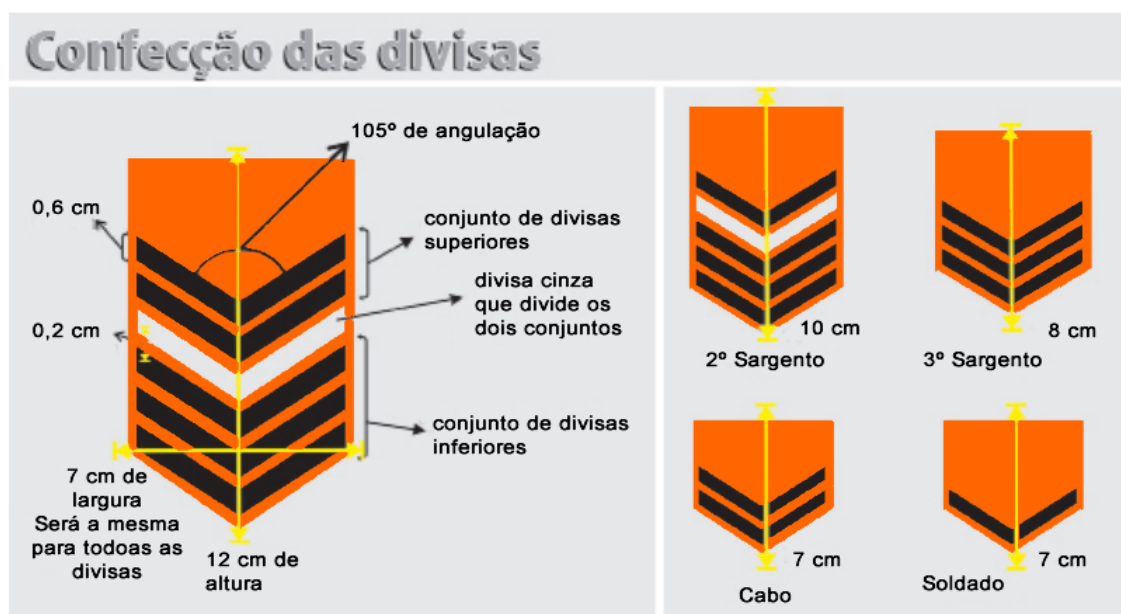 Confecção das divisas
105º de angulação
0,6 cm
conjunto de divisas
superiores
divisa cinza
que divide os
dois conjuntos
0,2 cm
conjunto de divisas
inferiores
7 cm de
largura
Será a mesma
para todoas as
divisas
12 cm de
altura
10 cm
2º Sargento
8 cm
3º Sargento
7 cm
Cabo
7 cm
Soldado